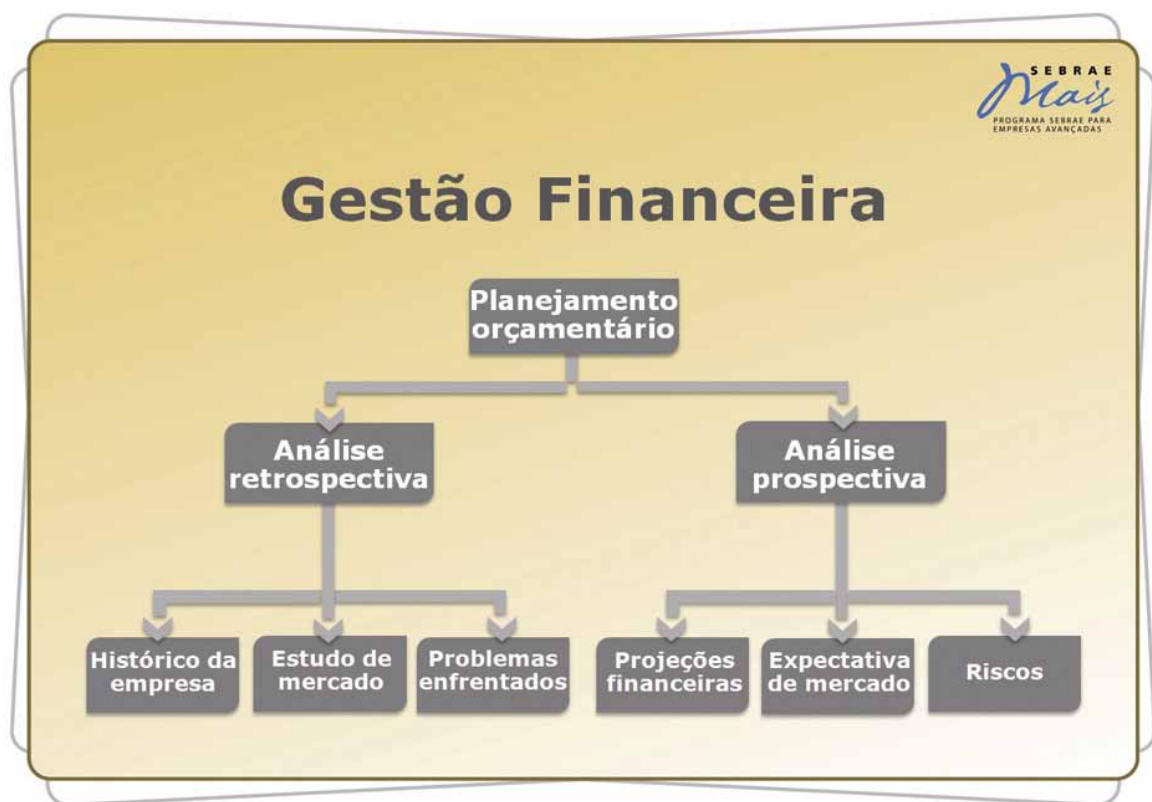 SEBRAE
Mais
PROGRAMA SEBRAE PARA
EMPRESAS AVANÇADAS
Gestão Financeira
Planejamento
orçamentário
Análise
retrospectiva
Análise
prospectiva
Histórico da
empresa
Estudo de
mercado
Problemas
enfrentados
Projeções
financeiras
Expectativa
de mercado
Riscos